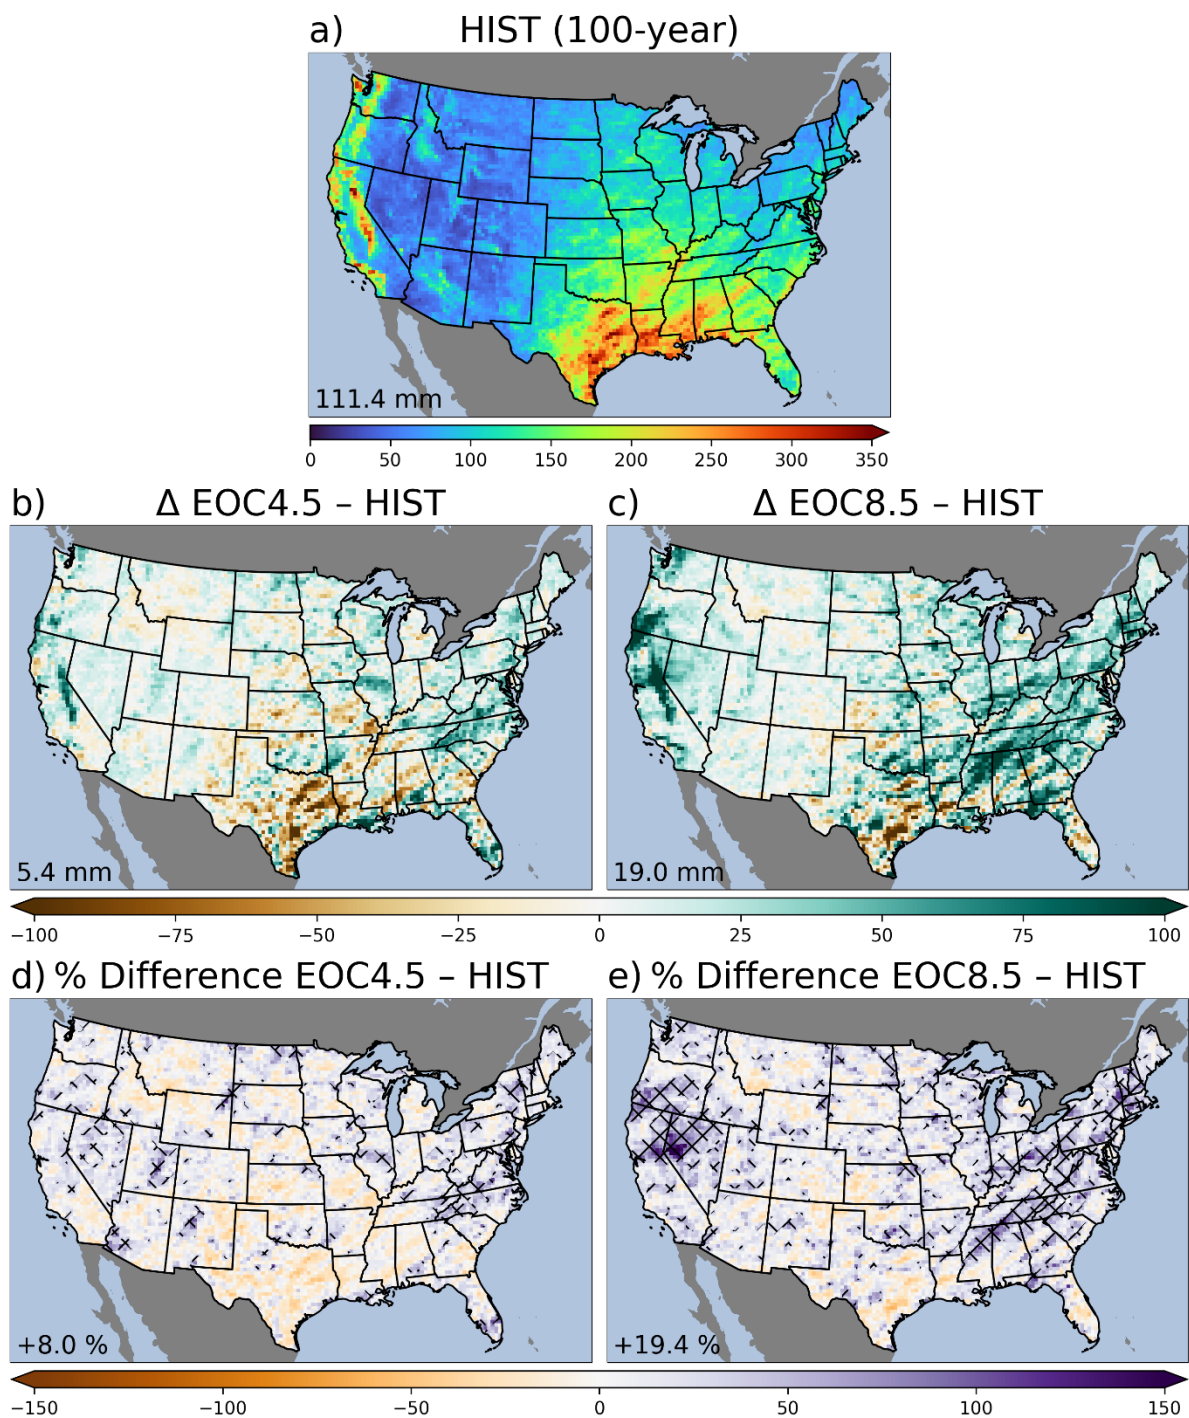 a) HIST (100-year)
111.4 mm
0 50 100 150 200 250 300 350
b) Δ EOC4.5 – HIST
c) Δ EOC8.5 – HIST
5.4 mm
19.0 mm
−100 −75 −50 −25 0 25 50 75 100
d) % Difference EOC4.5 – HIST
e) % Difference EOC8.5 – HIST
+8.0 %
+19.4 %
−150 −100 −50 0 50 100 150